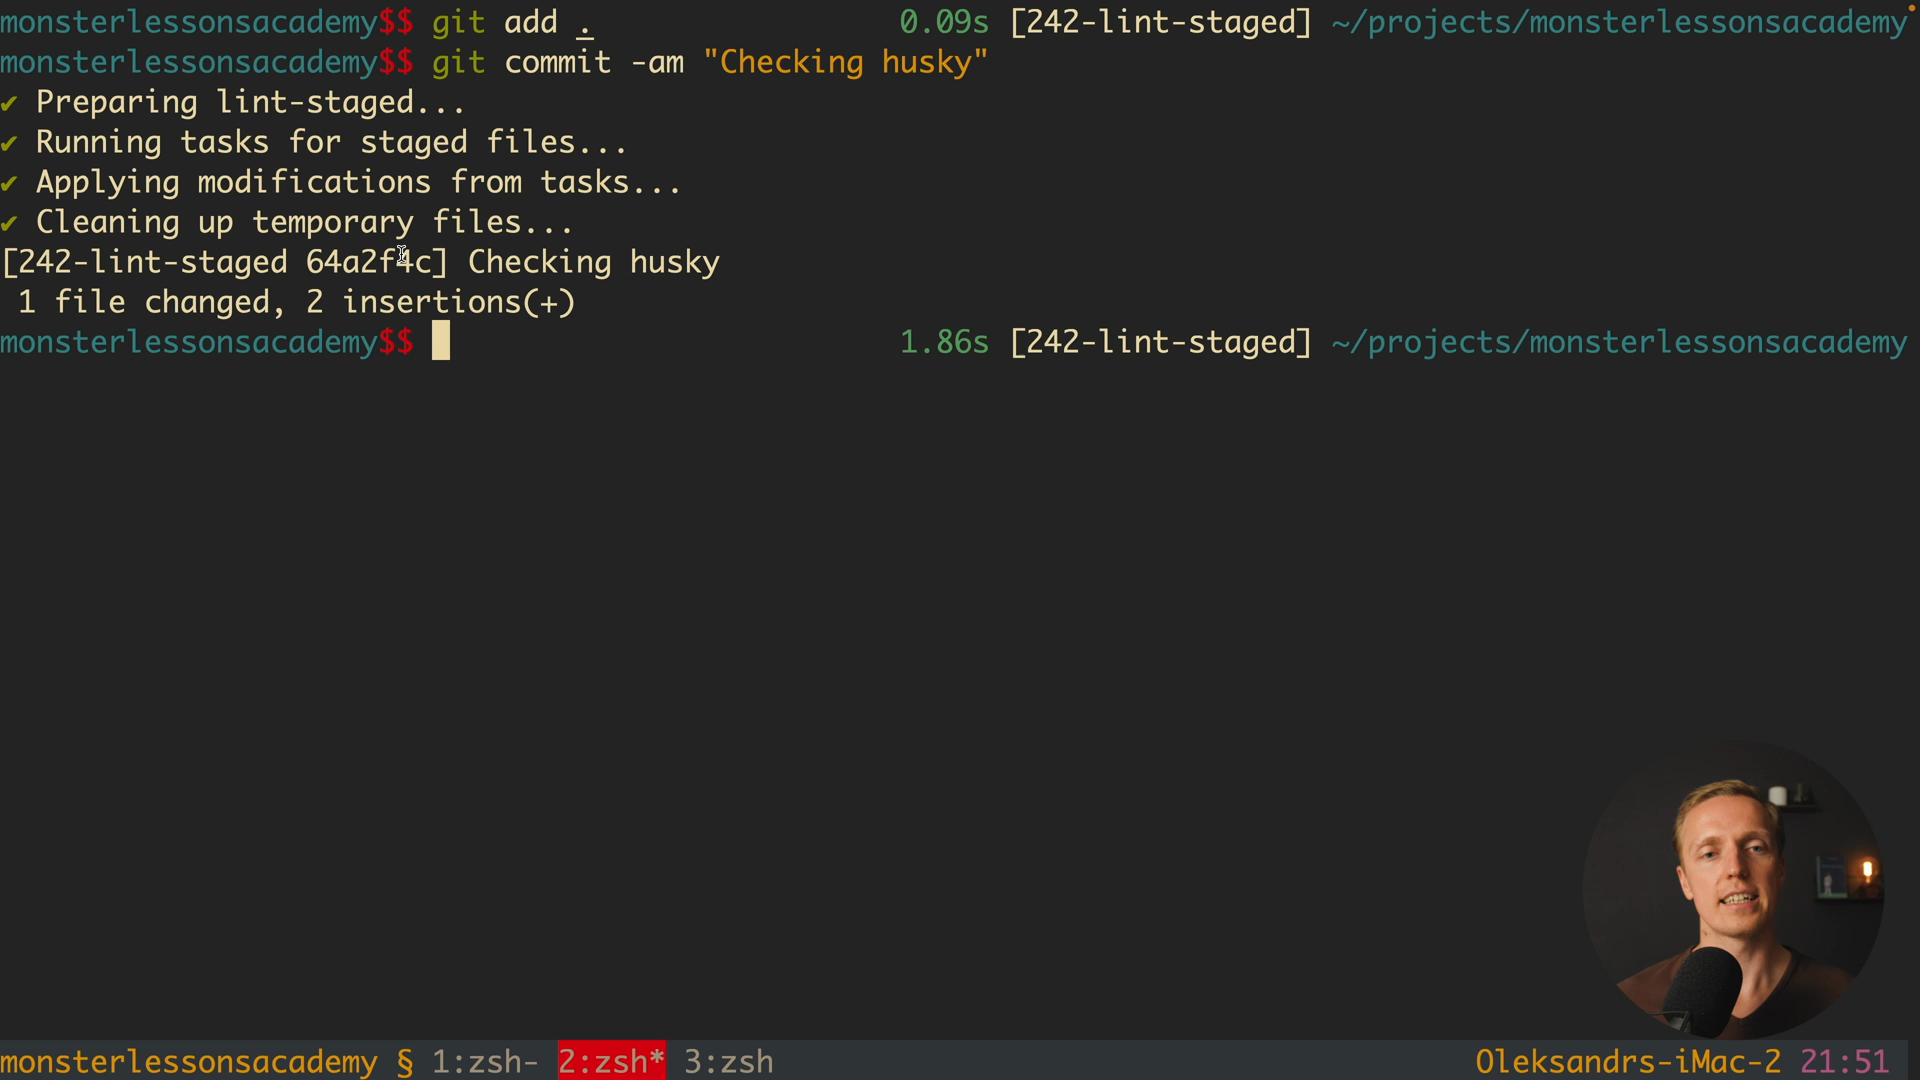 monsterlessonsacademy$$ git add . 0.09s [242-lint-staged] ~/projects/monsterlessonsacademy
monsterlessonsacademy$$ git commit -am "Checking husky"
✔ Preparing lint-staged...
✔ Running tasks for staged files...
✔ Applying modifications from tasks...
✔ Cleaning up temporary files...
[242-lint-staged 64a2f4c] Checking husky
1 file changed, 2 insertions(+)
monsterlessonsacademy$$ 1.86s [242-lint-staged] ~/projects/monsterlessonsacademy
monsterlessonsacademy § 1:zsh- 2:zsh* 3:zsh Oleksandrs-iMac-2 21:51